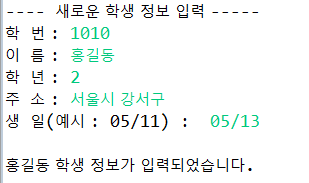 ---- 새로운 학생 정보 입력 -----
학 번 : 1010
이 름 : 홍길동
학 년 : 2
주 소 : 서울시 강서구
생 일(예시 : 05/11) :  05/13
홍길동 학생 정보가 입력되었습니다.